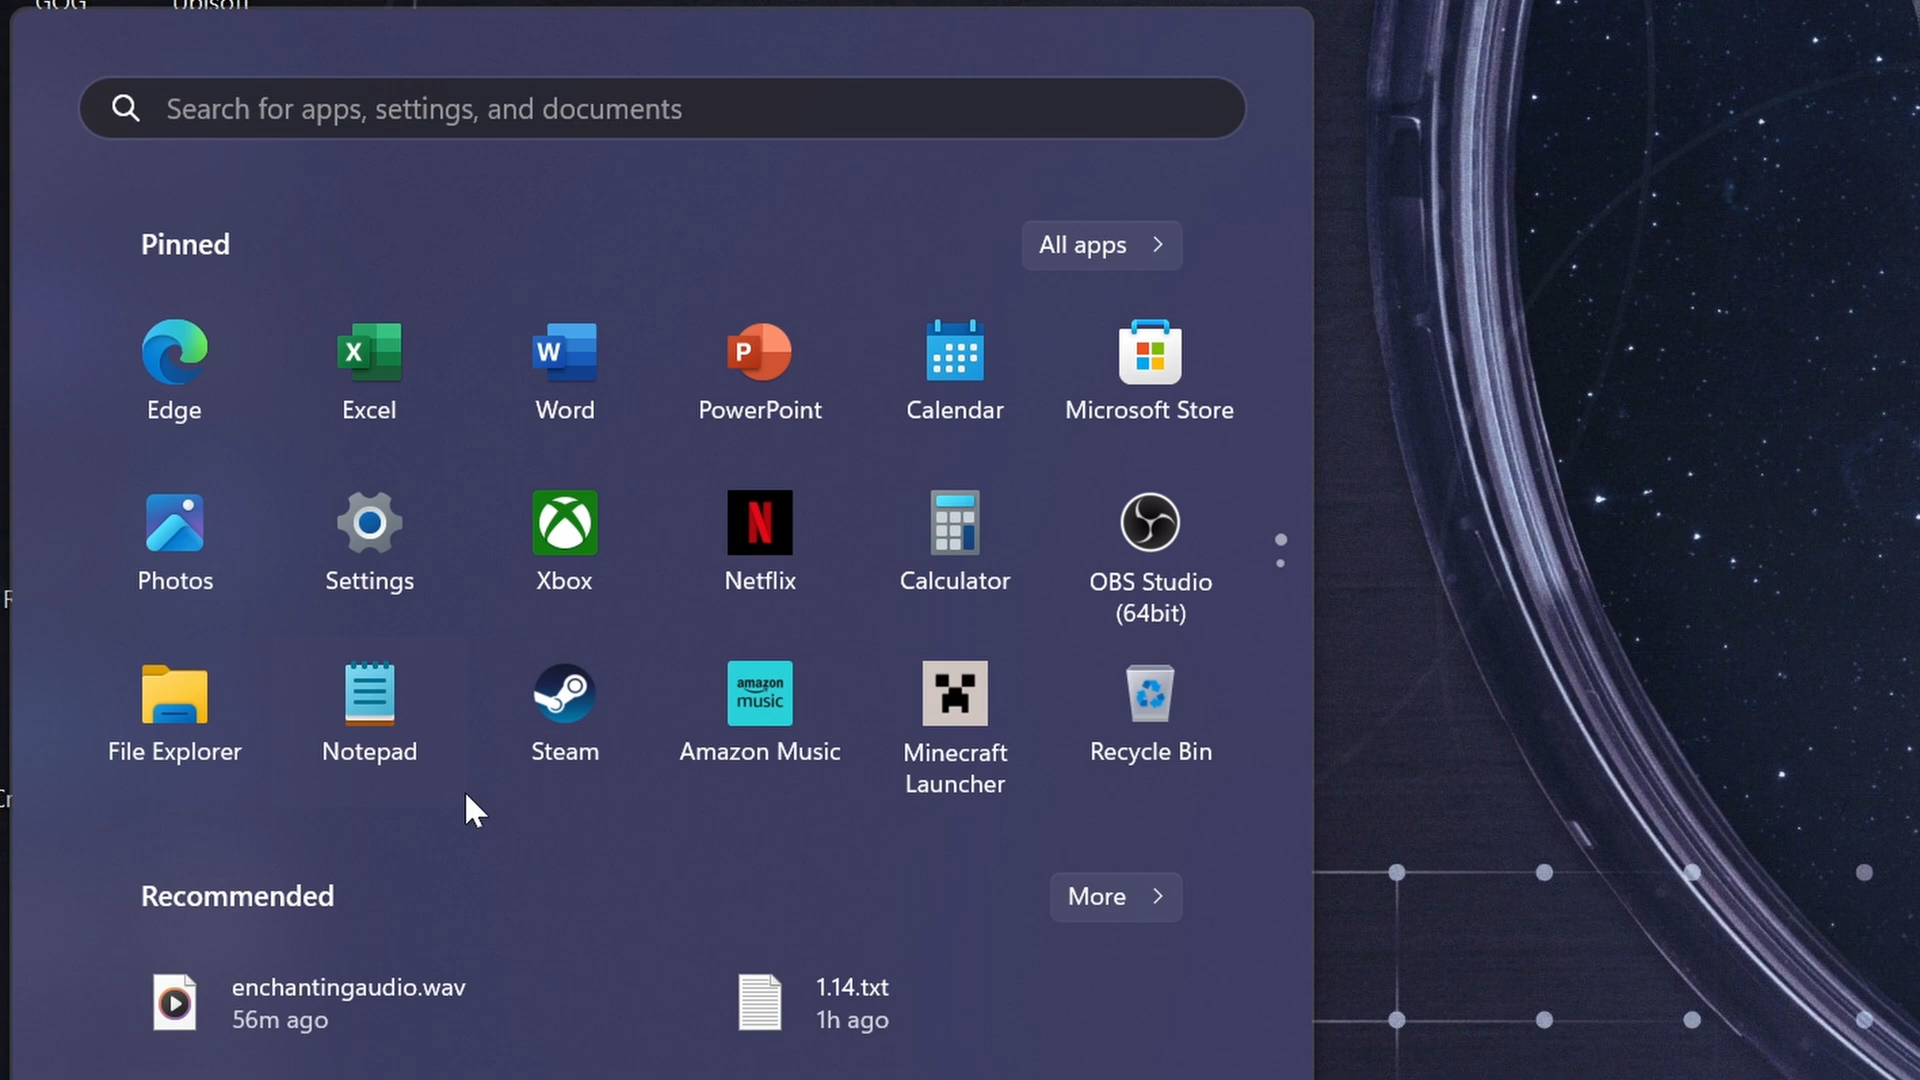 GOG Ubisoft
Search for apps, settings, and documents
Pinned
All apps
Edge
Excel
Word
PowerPoint
Calendar
Microsoft Store
Photos
Settings
Xbox
Netflix
Calculator
OBS Studio
(64bit)
File Explorer
Notepad
Steam
amazon
music
Amazon Music
Minecraft
Launcher
Recycle Bin
Recommended
More
enchantingaudio.wav
56m ago
1.14.txt
1h ago